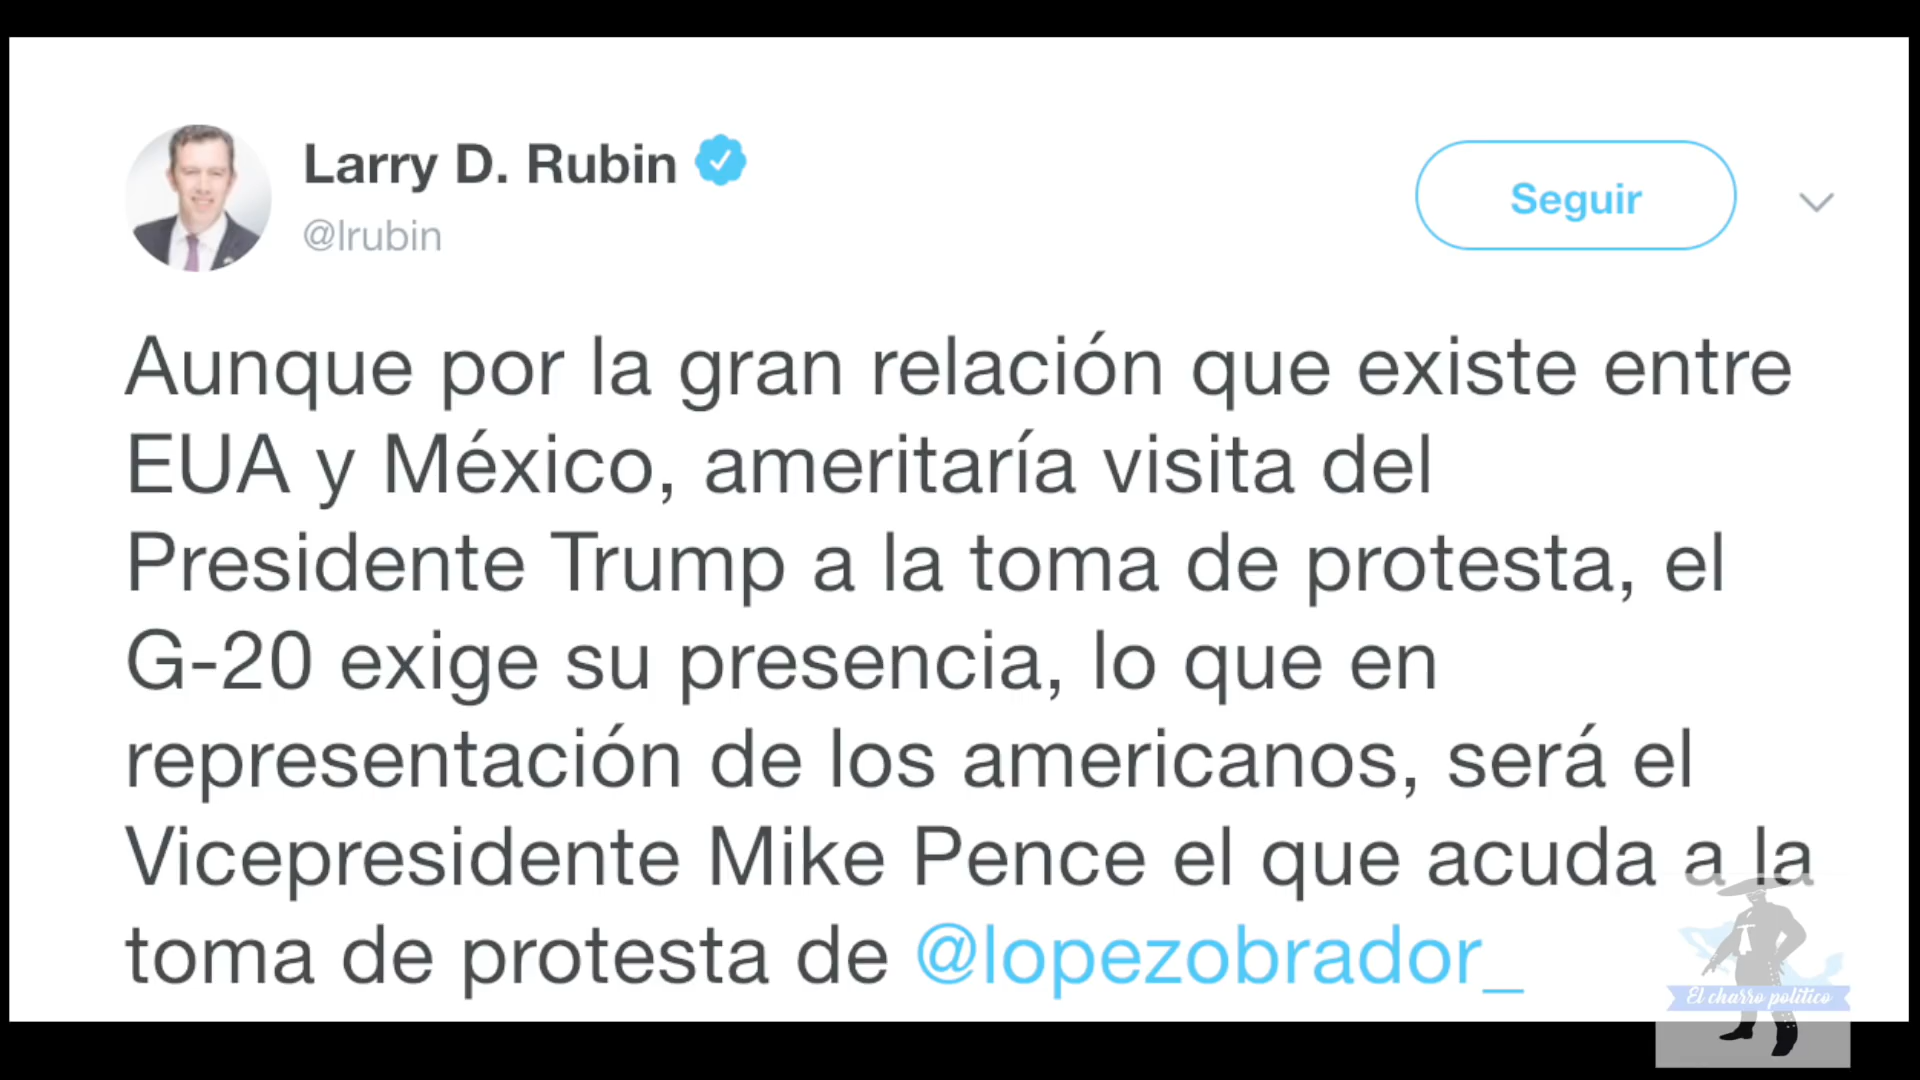 Larry D. Rubin
@lrubin
Seguir
Aunque por la gran relación que existe entre
EUA y México, ameritaría visita del
Presidente Trump a la toma de protesta, el
G-20 exige su presencia, lo que en
representación de los americanos, será el
Vicepresidente Mike Pence el que acuda a la
toma de protesta de @lopezobrador_
El charro político